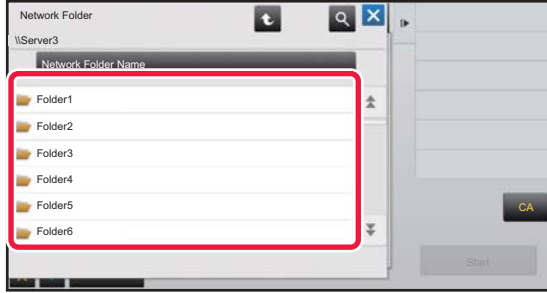 Network Folder
\\Server3
Network Folder Name
Folder1
Folder2
Folder3
Folder4
Folder5
Folder6
CA
Start